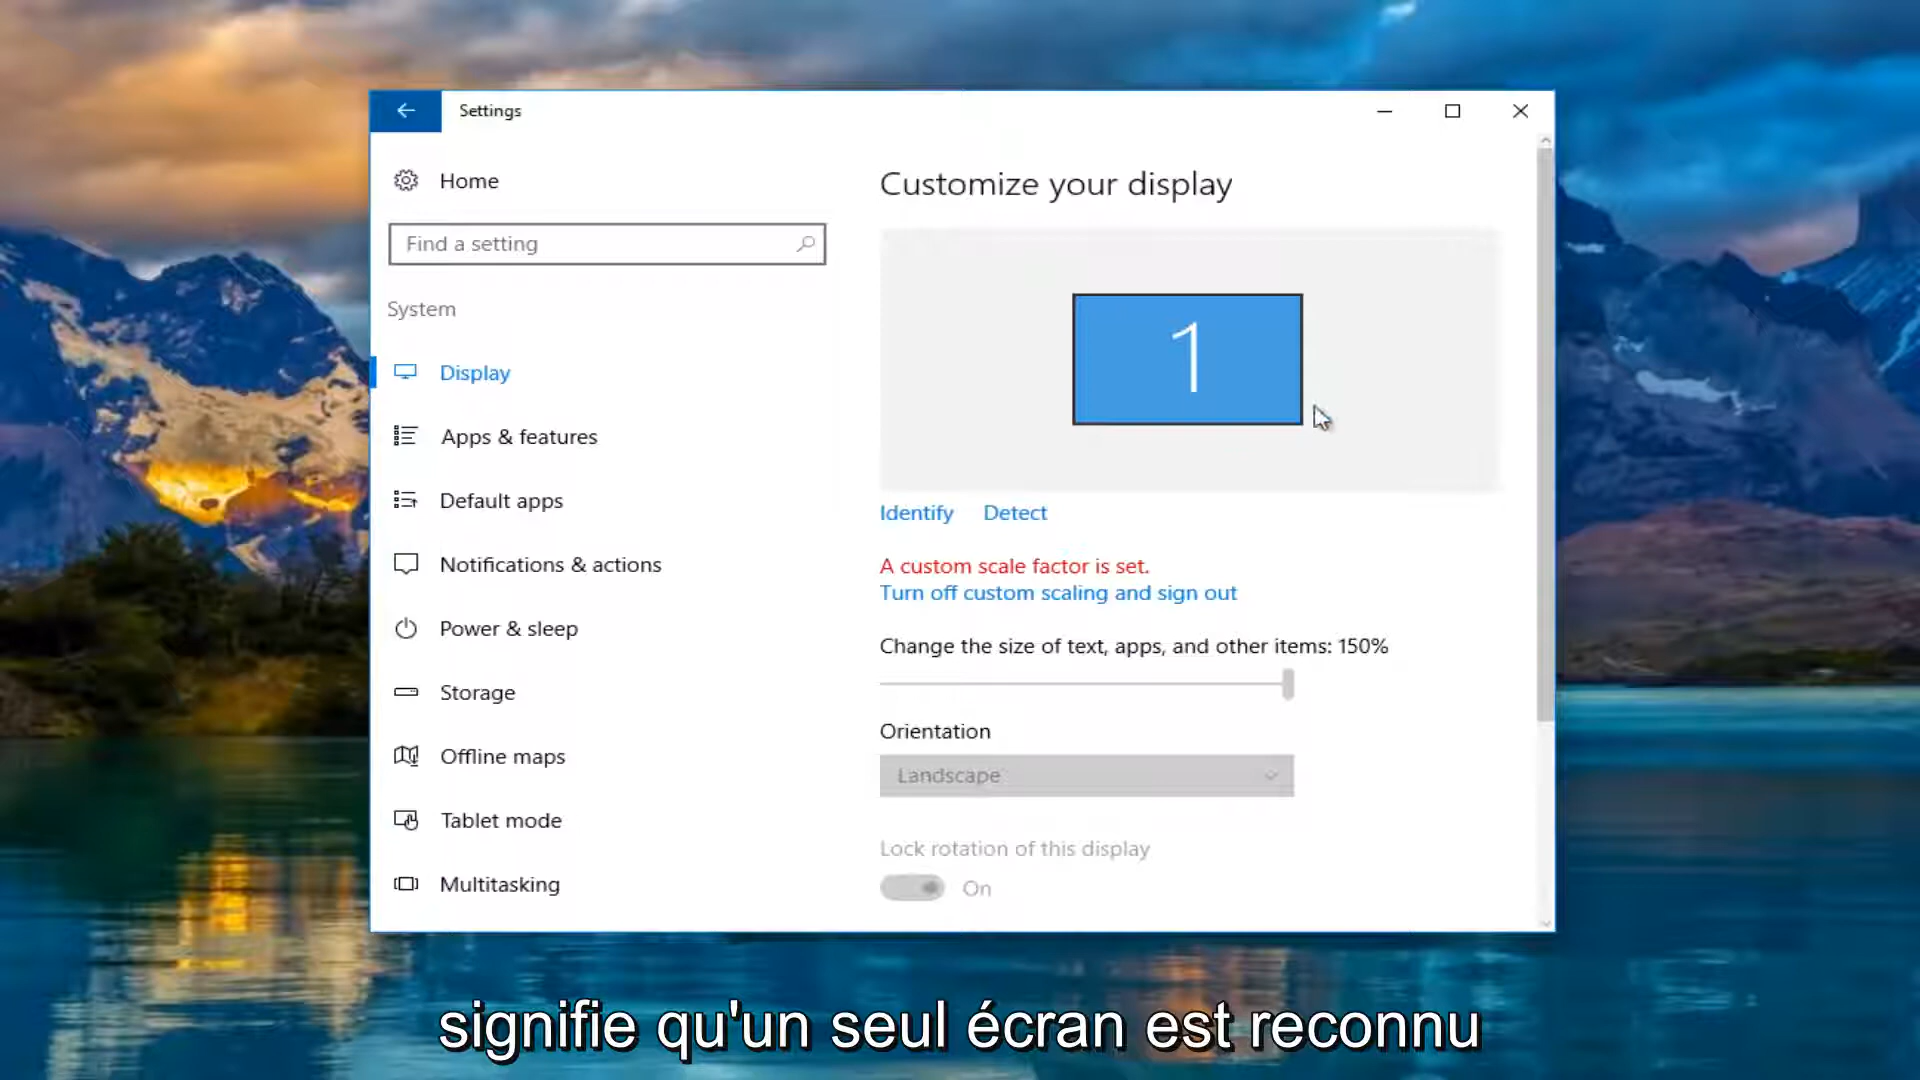 Settings
Home
Find a setting
System
Display
Apps & features
Default apps
Notifications & actions
Power & sleep
Storage
Offline maps
Tablet mode
Multitasking
Customize your display
1
Identify Detect
A custom scale factor is set.
Turn off custom scaling and sign out
Change the size of text, apps, and other items: 150%
Orientation
Landscape
Lock rotation of this display
On
signifie qu'un seul écran est reconnu